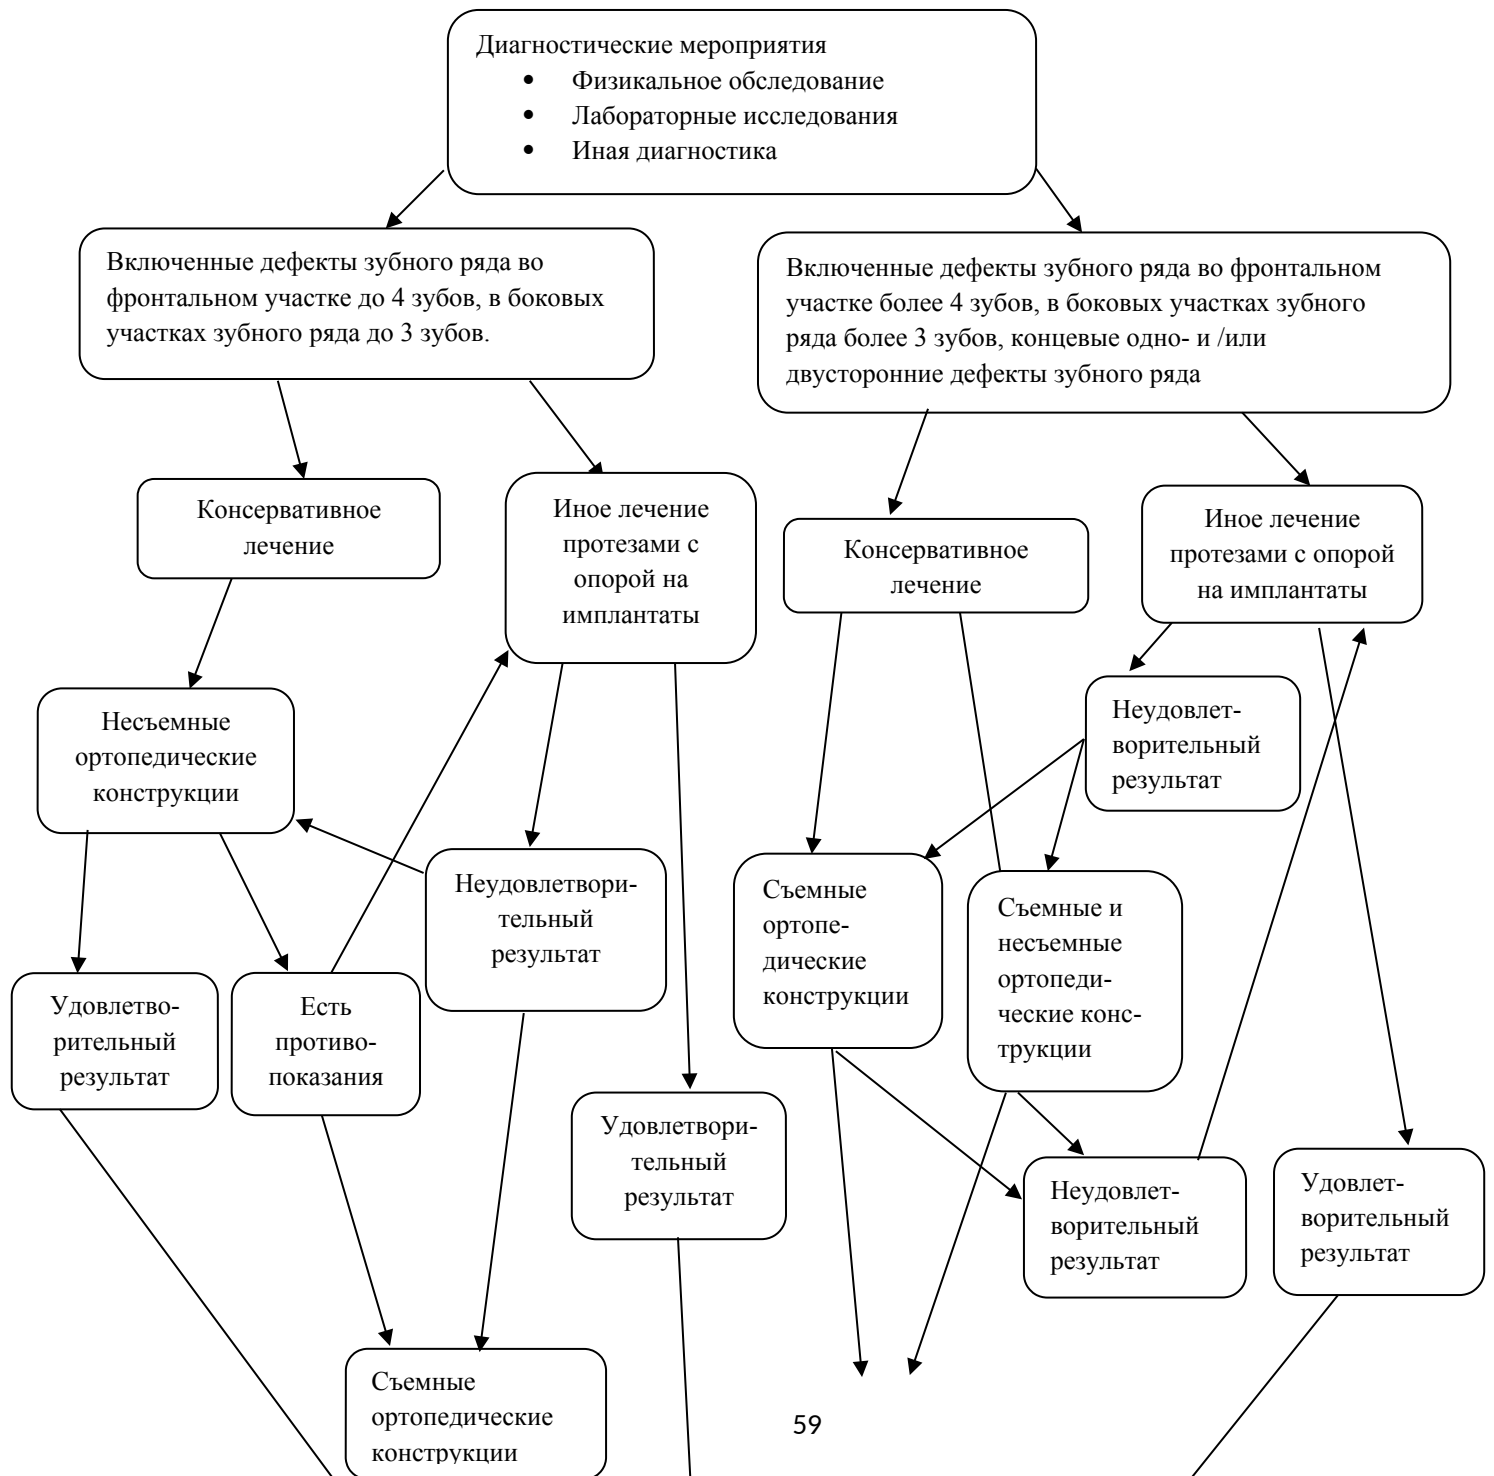 Диагностические мероприятия
• Физикальное обследование
• Лабораторные исследования
• Иная диагностика
Включенные дефекты зубного ряда во
фронтальном участке до 4 зубов, в боковых
участках зубного ряда до 3 зубов.
Включенные дефекты зубного ряда во фронтальном
участке более 4 зубов, в боковых участках зубного
ряда более 3 зубов, концевые одно- и /или
двусторонние дефекты зубного ряда
Консервативное
лечение
Иное лечение
протезами с
опорой на
имплантаты
Консервативное
лечение
Иное лечение
протезами с опорой
на имплантаты
Несъемные
ортопедические
конструкции
Неудовлет-
ворительный
результат
Неудовлетвори-
тельный
результат
Съемные
ортопе-
дические
конструкции
Съемные и
несъемные
ортопеди-
ческие конс-
трукции
Удовлетво-
рительный
результат
Есть
противо-
показания
Удовлетвори-
тельный
результат
Неудовлет-
ворительный
результат
Удовлет-
ворительный
результат
Съемные
ортопедические
конструкции
59